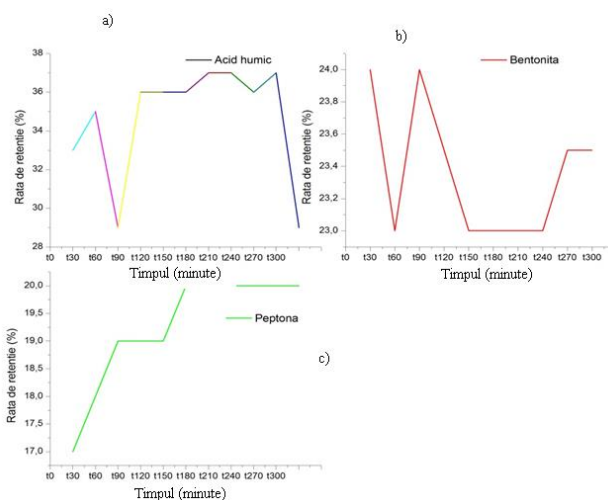 a)
38
36
34
32
30
28
Rata de retentie (%)
Acid humic
t0 t30 t60 t90 t120 t150 t180 t210 t240 t270 t300
Timpul (minute)
b)
24,0
23,8
23,6
23,4
23,2
23,0
Rata de retentie (%)
Bentonita
t0 t30 t60 t90 t120 t150 t180 t210 t240 t270 t300
Timpul (minute)
c)
20,0
19,5
19,0
18,5
18,0
17,5
17,0
Rata de retentie (%)
Peptona
t0 t30 t60 t90 t120 t150 t180 t210 t240 t270 t300
Timpul (minute)